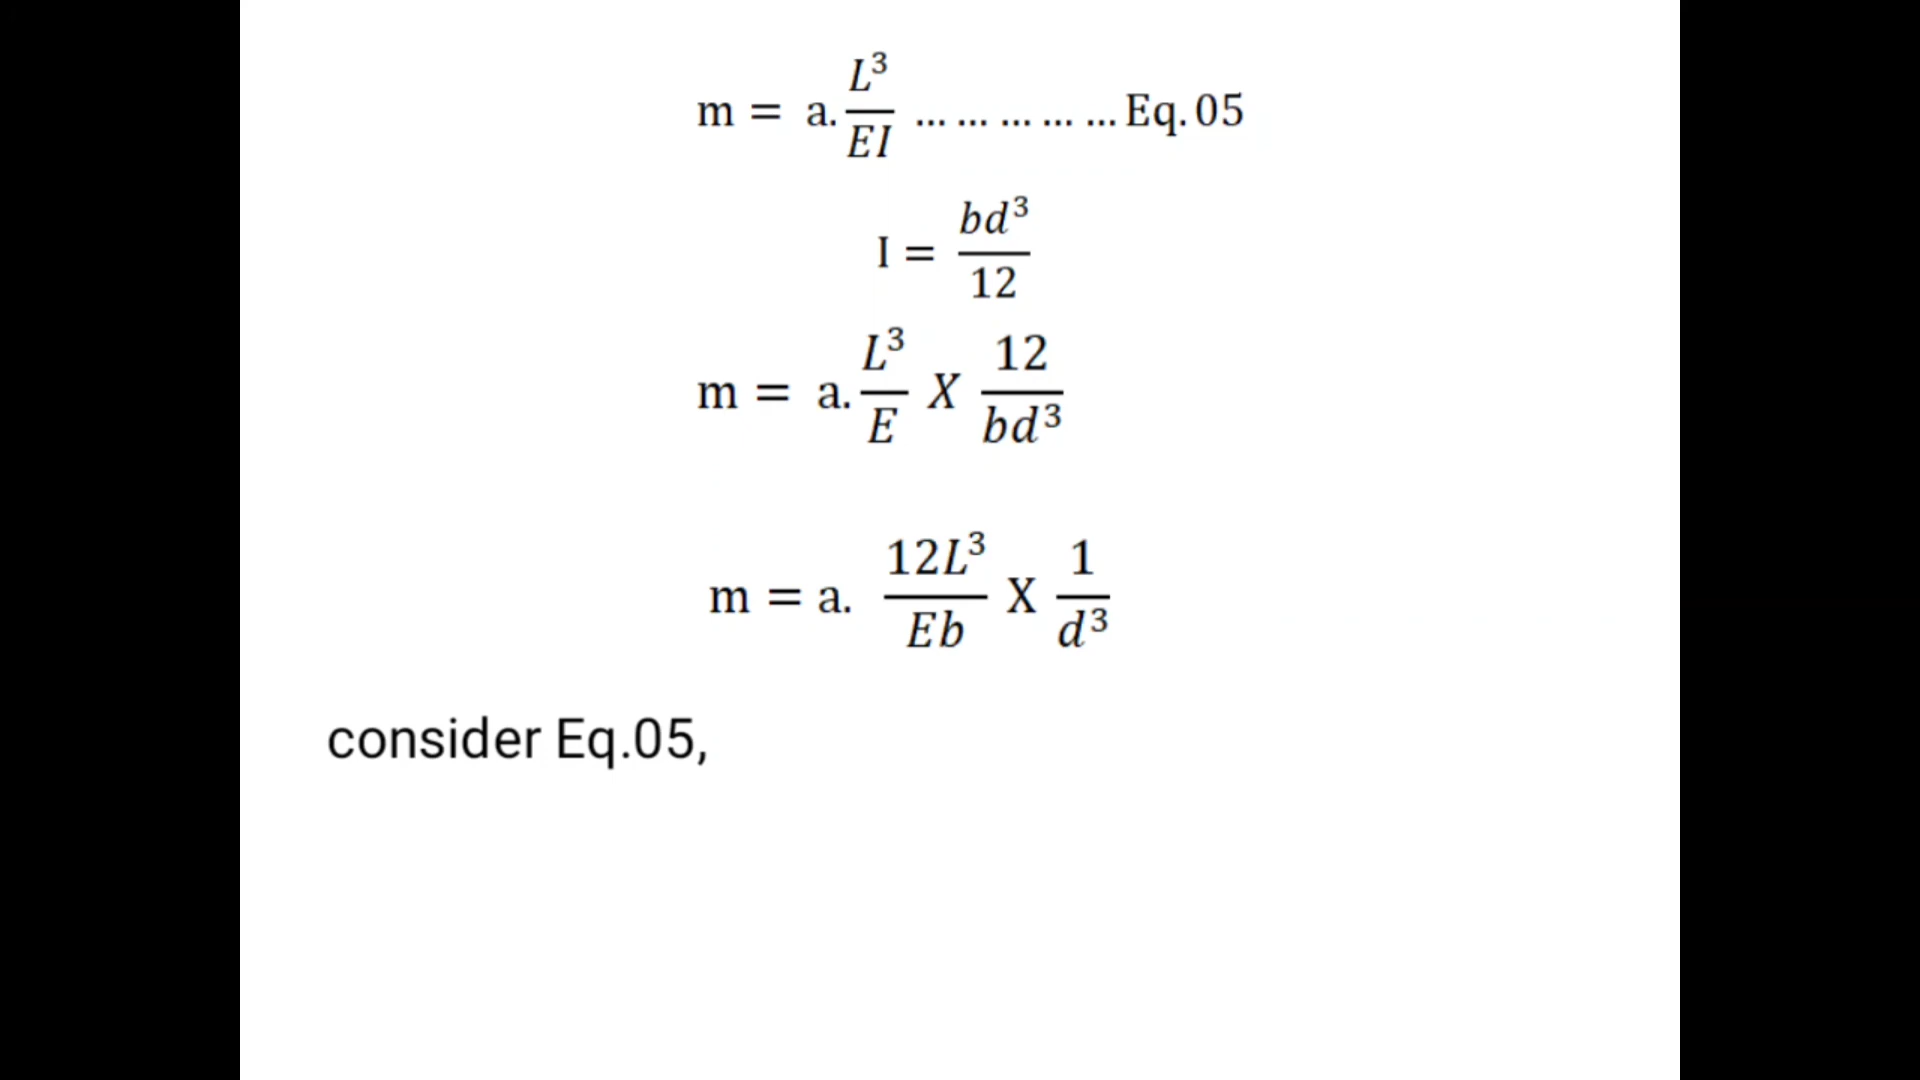 m = a. L³/EI ... ... ... ... ... Eq. 05
I = bd³/12
m = a. L³/E X 12/bd³
m = a. 12L³/Eb X 1/d³
consider Eq.05,